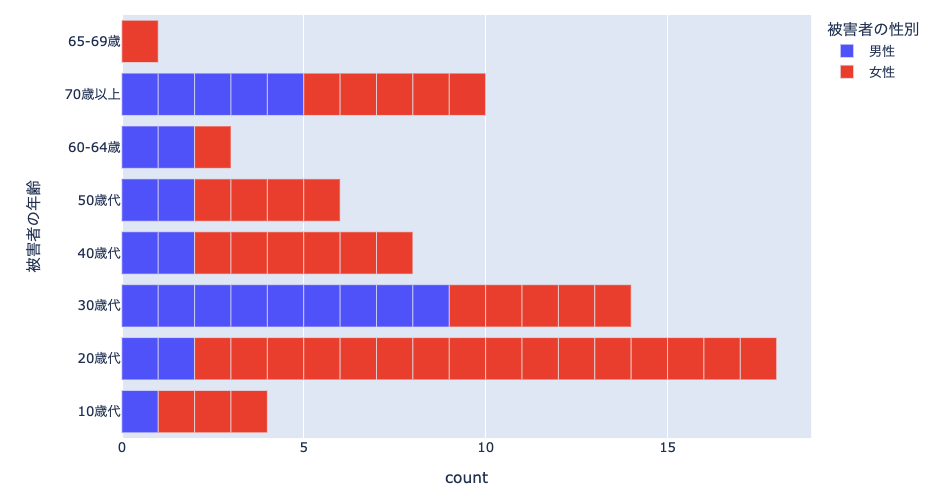 被害者の性別
男性
女性
65-69歳
70歳以上
60-64歳
50歳代
40歳代
30歳代
20歳代
10歳代
被害者の年齢
0
5
10
15
count